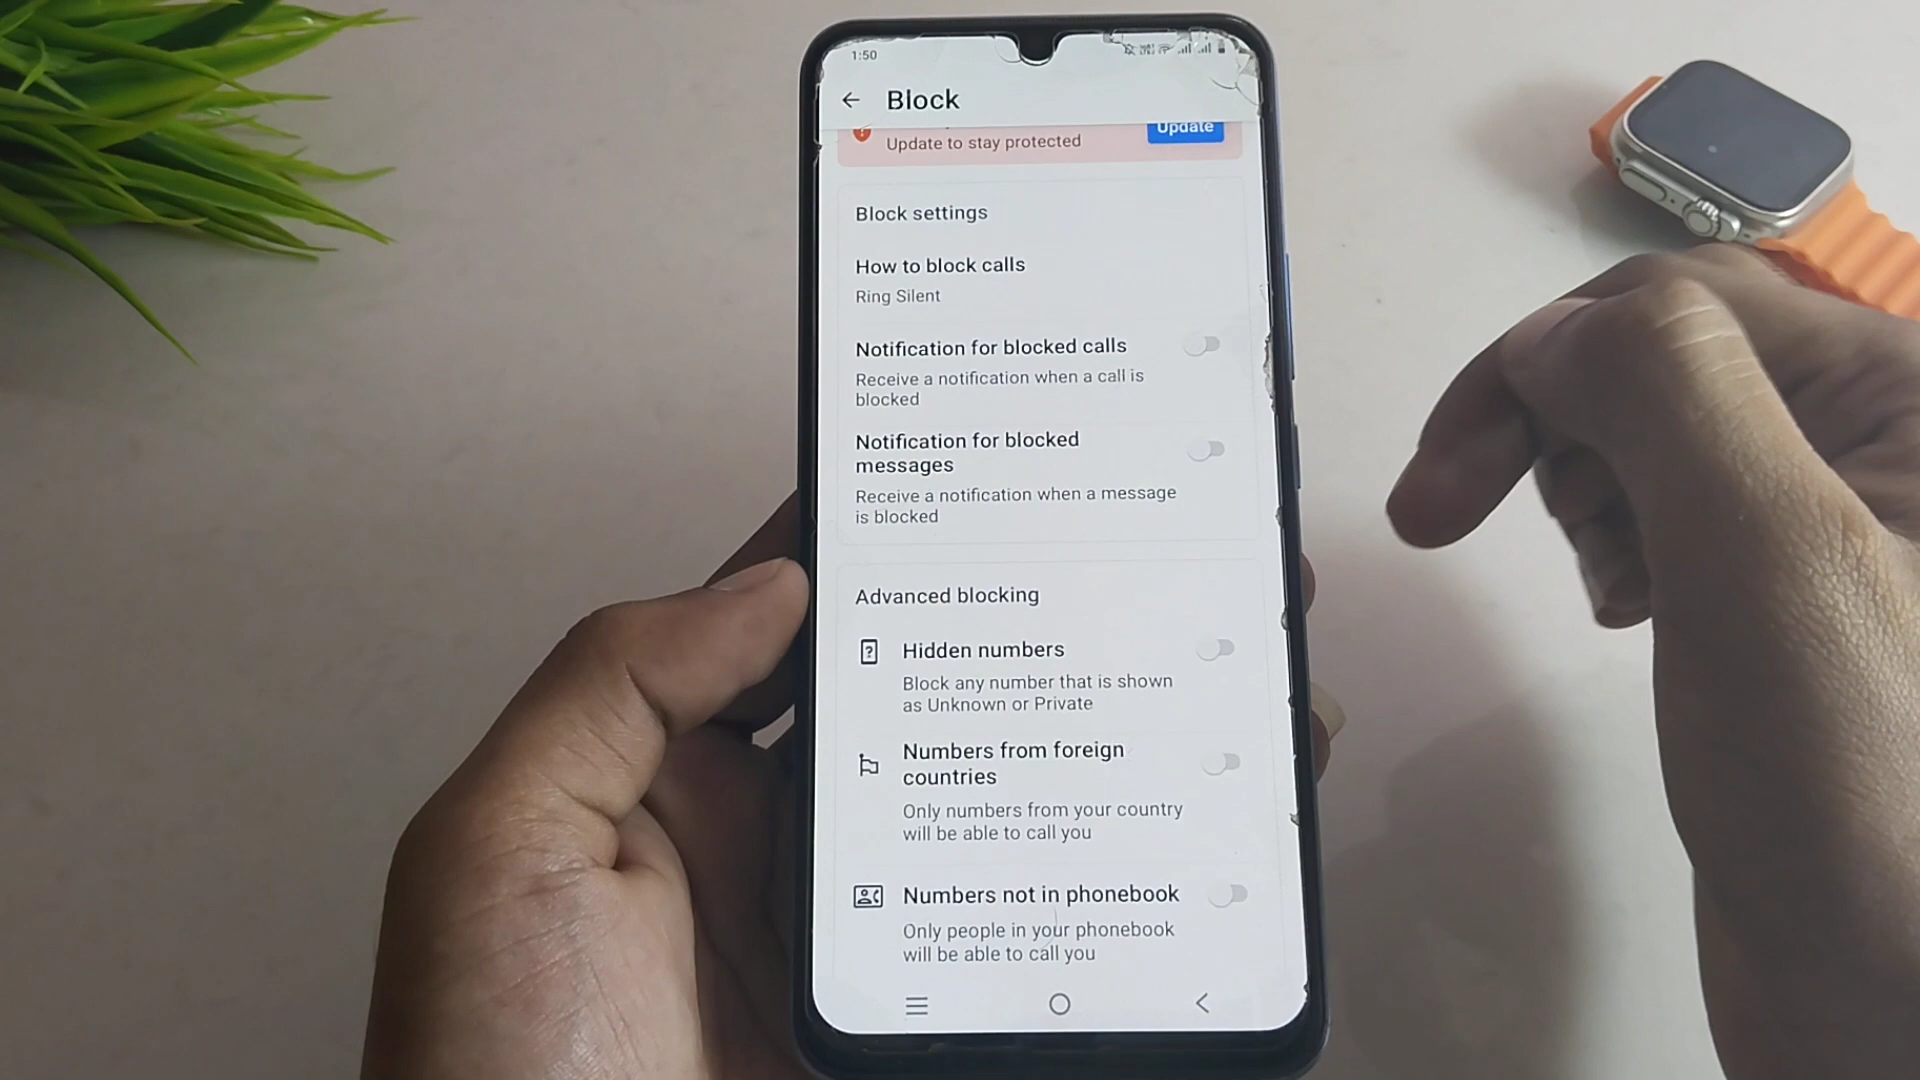 1:50
Block
Update to stay protected
Update
Block settings
How to block calls
Ring Silent
Notification for blocked calls
Receive a notification when a call is
blocked
Notification for blocked
messages
Receive a notification when a message
is blocked
Advanced blocking
Hidden numbers
Block any number that is shown
as Unknown or Private
Numbers from foreign
countries
Only numbers from your country
will be able to call you
Numbers not in phonebook
Only people in your phonebook
will be able to call you